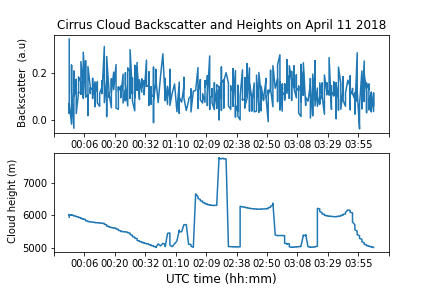 Cirrus Cloud Backscatter and Heights on April 11 2018
Backscatter (a.u)
0.2
0.0
00:06 00:20 00:32 01:10 02:09 02:38 02:50 03:08 03:29 03:55
Cloud height (m)
7000
6000
5000
00:06 00:20 00:32 01:10 02:09 02:38 02:50 03:08 03:29 03:55
UTC time (hh:mm)